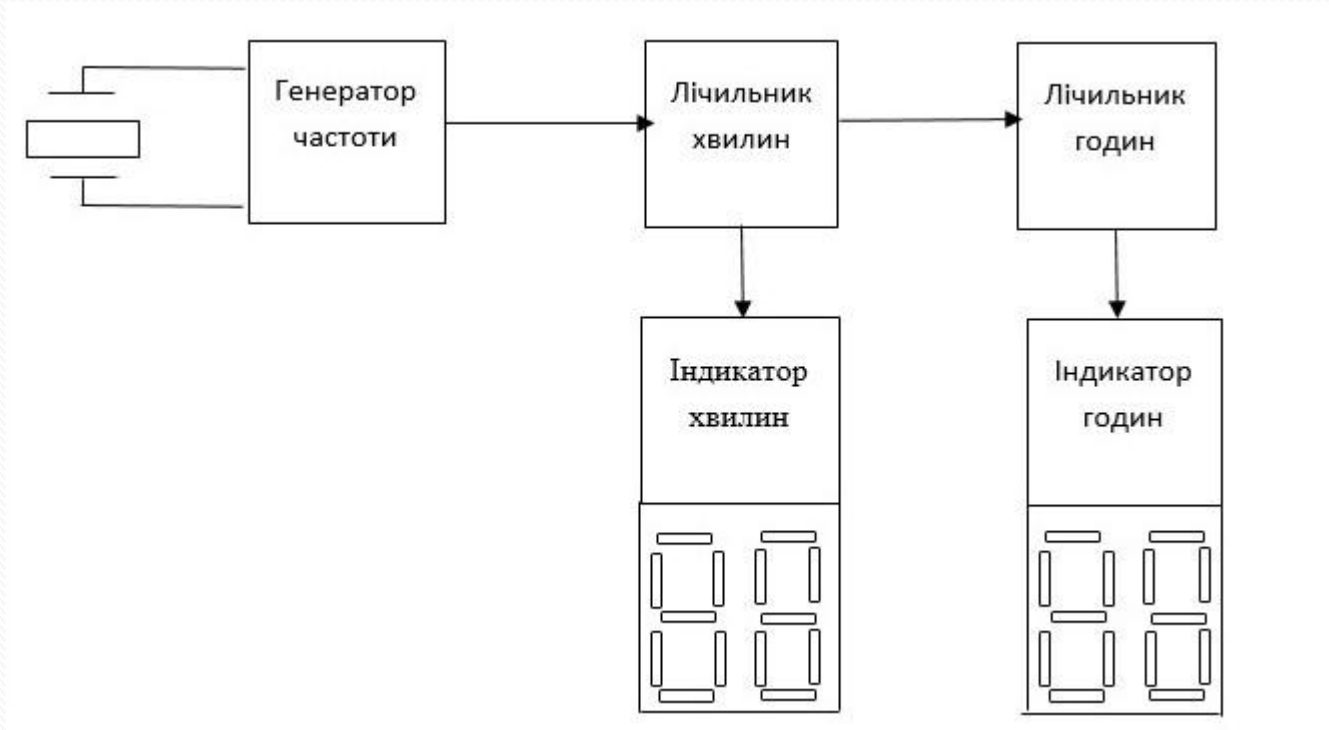 Генератор
частоти
Лічильник
хвилин
Лічильник
годин
Індикатор
хвилин
Індикатор
годин